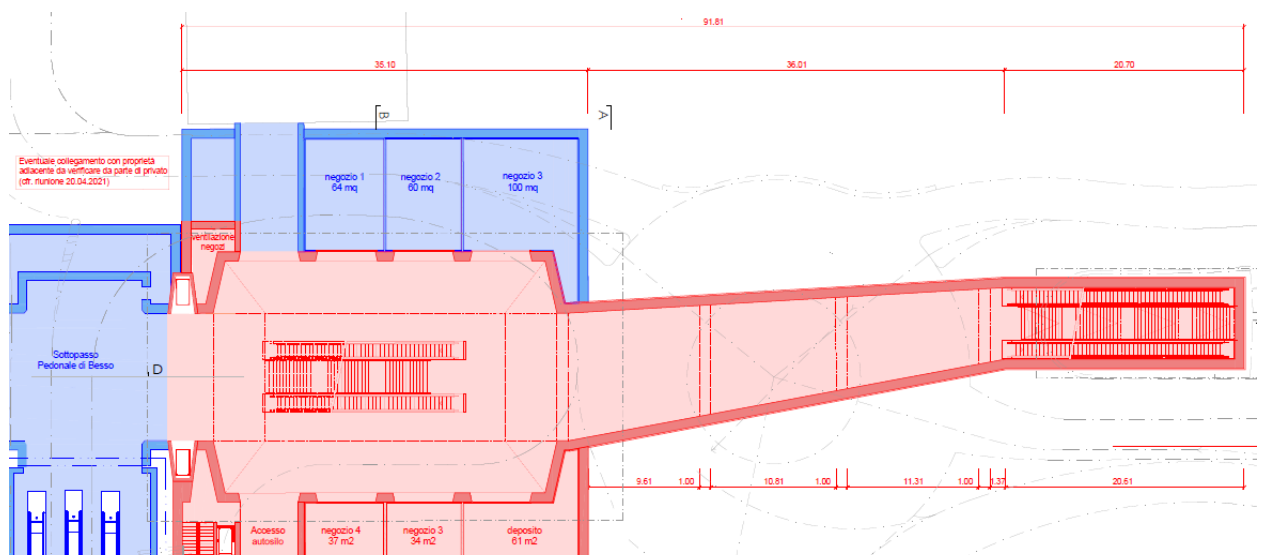 91.81
35.10
36.01
20.70
B
A
Eventuale collegamento con proprietà
adiacente da verificare da parte di privato
(cfr. riunione 20.04.2021)
negozio 1
64 mq
negozio 2
60 mq
negozio 3
100 mq
ventilazione
negozi
Sottopasso
Pedonale di Besso
D
9.61
1.00
10.81
1.00
11.31
1.00
1.37
20.61
Accesso
autosilo
negozio 4
37 m2
negozio 3
34 m2
deposito
61 m2